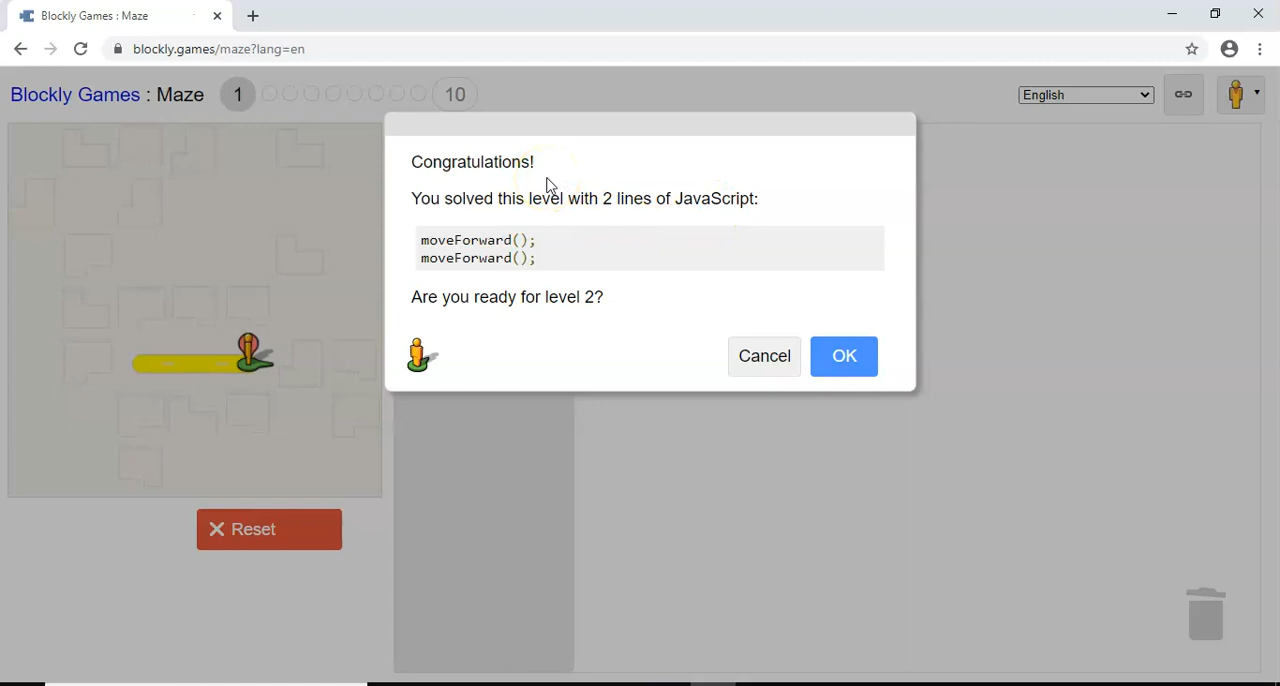 Blockly Games : Maze
blockly.games/maze?lang=en
Blockly Games : Maze 1 10 English
Congratulations!
You solved this level with 2 lines of JavaScript:
moveForward();
moveForward();
Are you ready for level 2?
Cancel OK
Reset